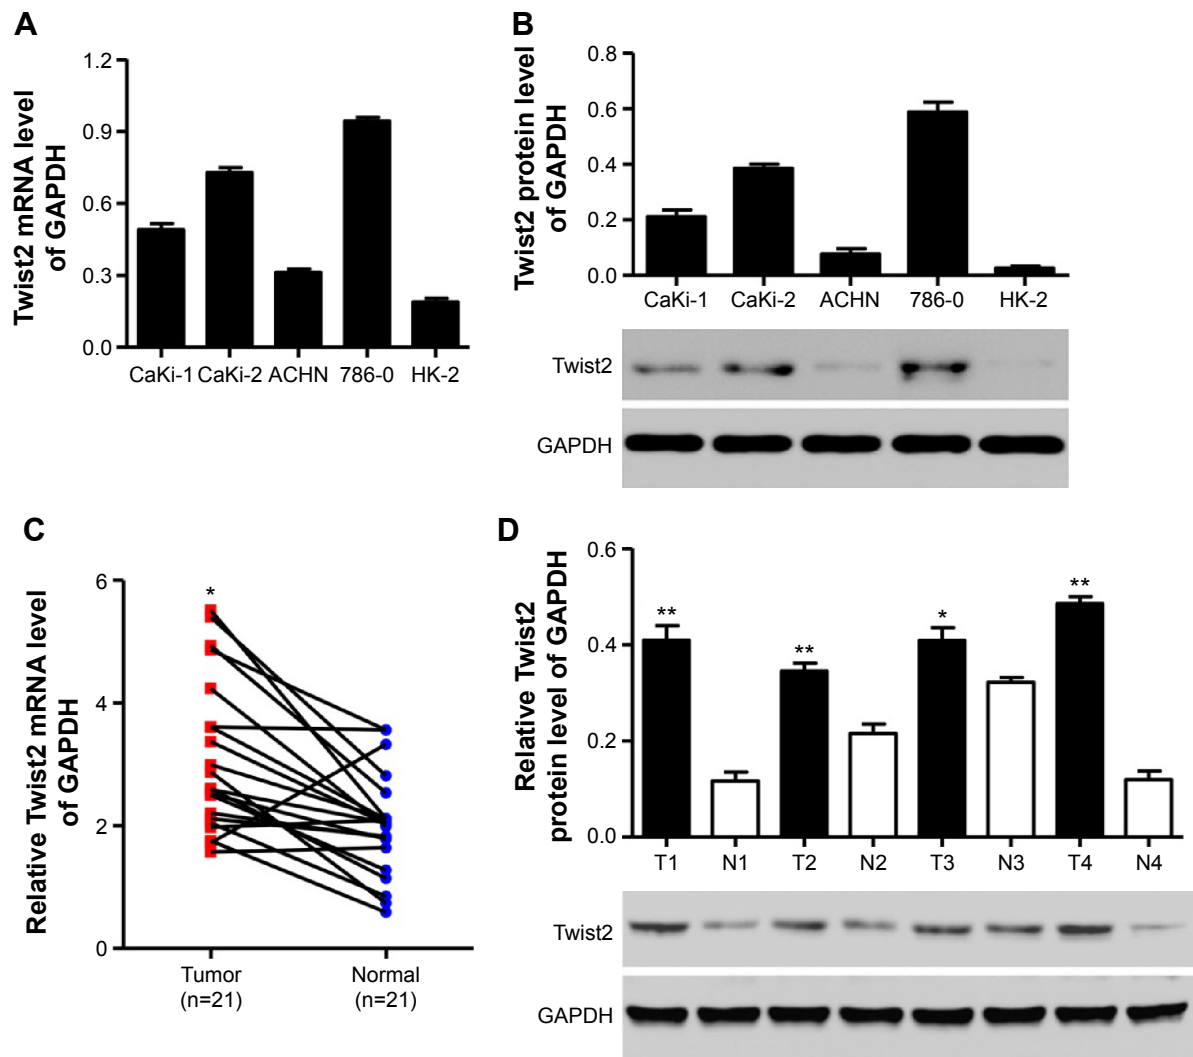 A
Twist2 mRNA level
of GAPDH
1.2
0.9
0.6
0.3
0.0
CaKi-1 CaKi-2 ACHN 786-0 HK-2
B
Twist2 protein level
of GAPDH
0.8
0.6
0.4
0.2
0.0
CaKi-1 CaKi-2 ACHN 786-0 HK-2
Twist2
GAPDH
C
Relative Twist2 mRNA level
of GAPDH
6
4
2
0
*
Tumor
(n=21)
Normal
(n=21)
D
Relative Twist2
protein level of GAPDH
0.6
0.4
0.2
0.0
** ** * **
T1 N1 T2 N2 T3 N3 T4 N4
Twist2
GAPDH